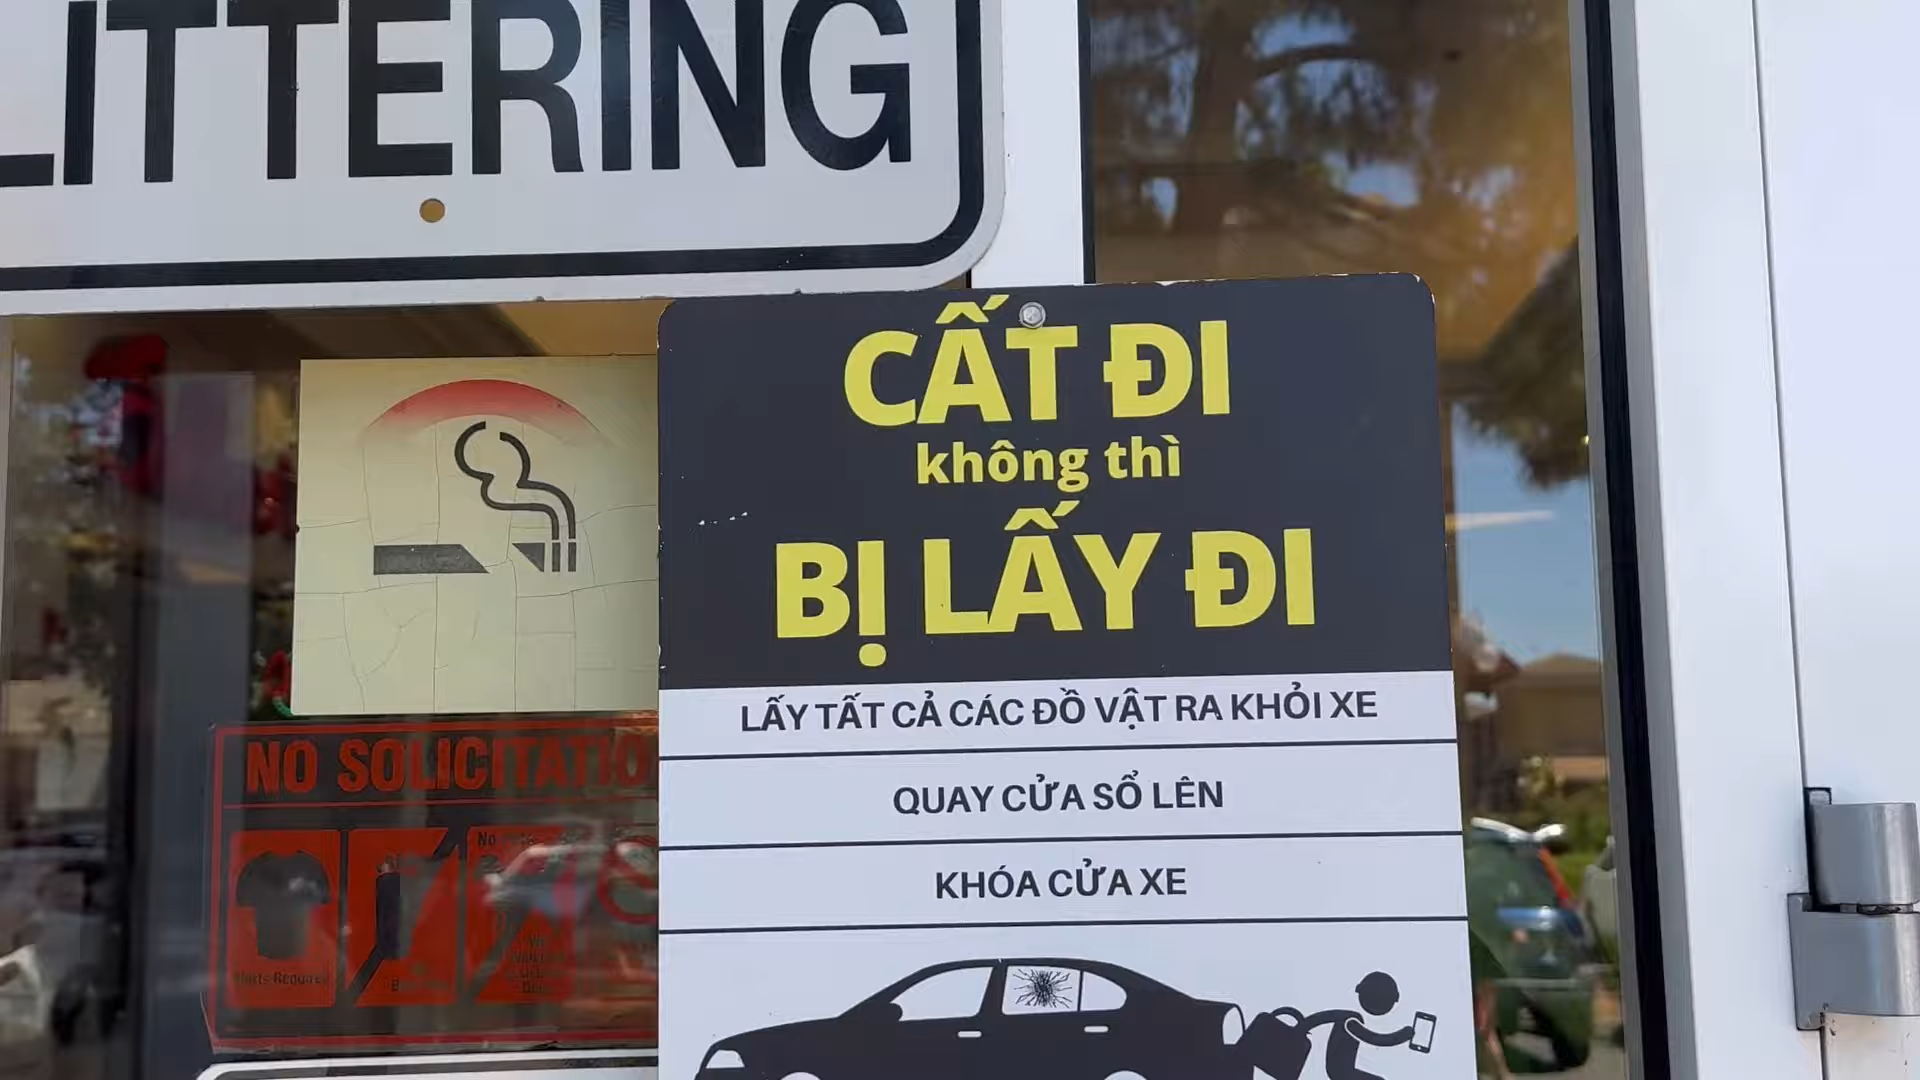 LITTERING
CẤT ĐI
không thì
BỊ LẤY ĐI
LẤY TẤT CẢ CÁC ĐỒ VẬT RA KHỎI XE
QUAY CỬA SỔ LÊN
KHÓA CỬA XE
NO SOLICITATIO